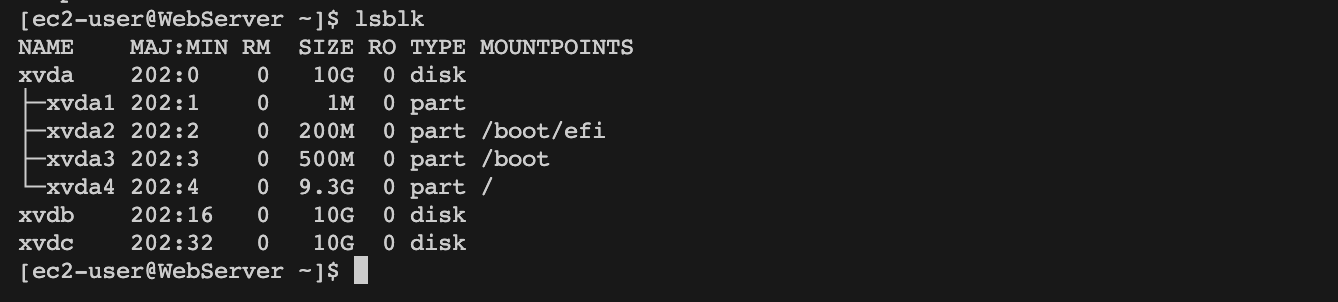 [ec2-user@WebServer ~]$ lsblk
NAME    MAJ:MIN RM  SIZE RO TYPE MOUNTPOINTS
xvda    202:0    0   10G  0 disk
├─xvda1 202:1    0    1M  0 part
├─xvda2 202:2    0  200M  0 part /boot/efi
├─xvda3 202:3    0  500M  0 part /boot
└─xvda4 202:4    0  9.3G  0 part /
xvdb    202:16   0   10G  0 disk
xvdc    202:32   0   10G  0 disk
[ec2-user@WebServer ~]$